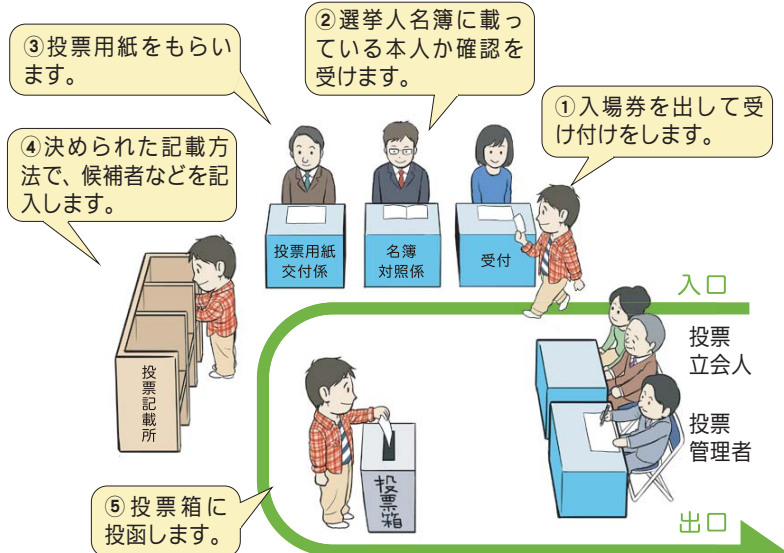 ②選挙人名簿に載っ
ている本人か確認を
受けます。
③投票用紙をもらい
ます。
①入場券を出して受
け付けをします。
④決められた記載方
法で、候補者などを記
入します。
投票用紙
交付係
名簿
対照係
受付
入口
投票
立会人
投票記載所
投票
管理者
投票箱
⑤投票箱に
投函します。
出口